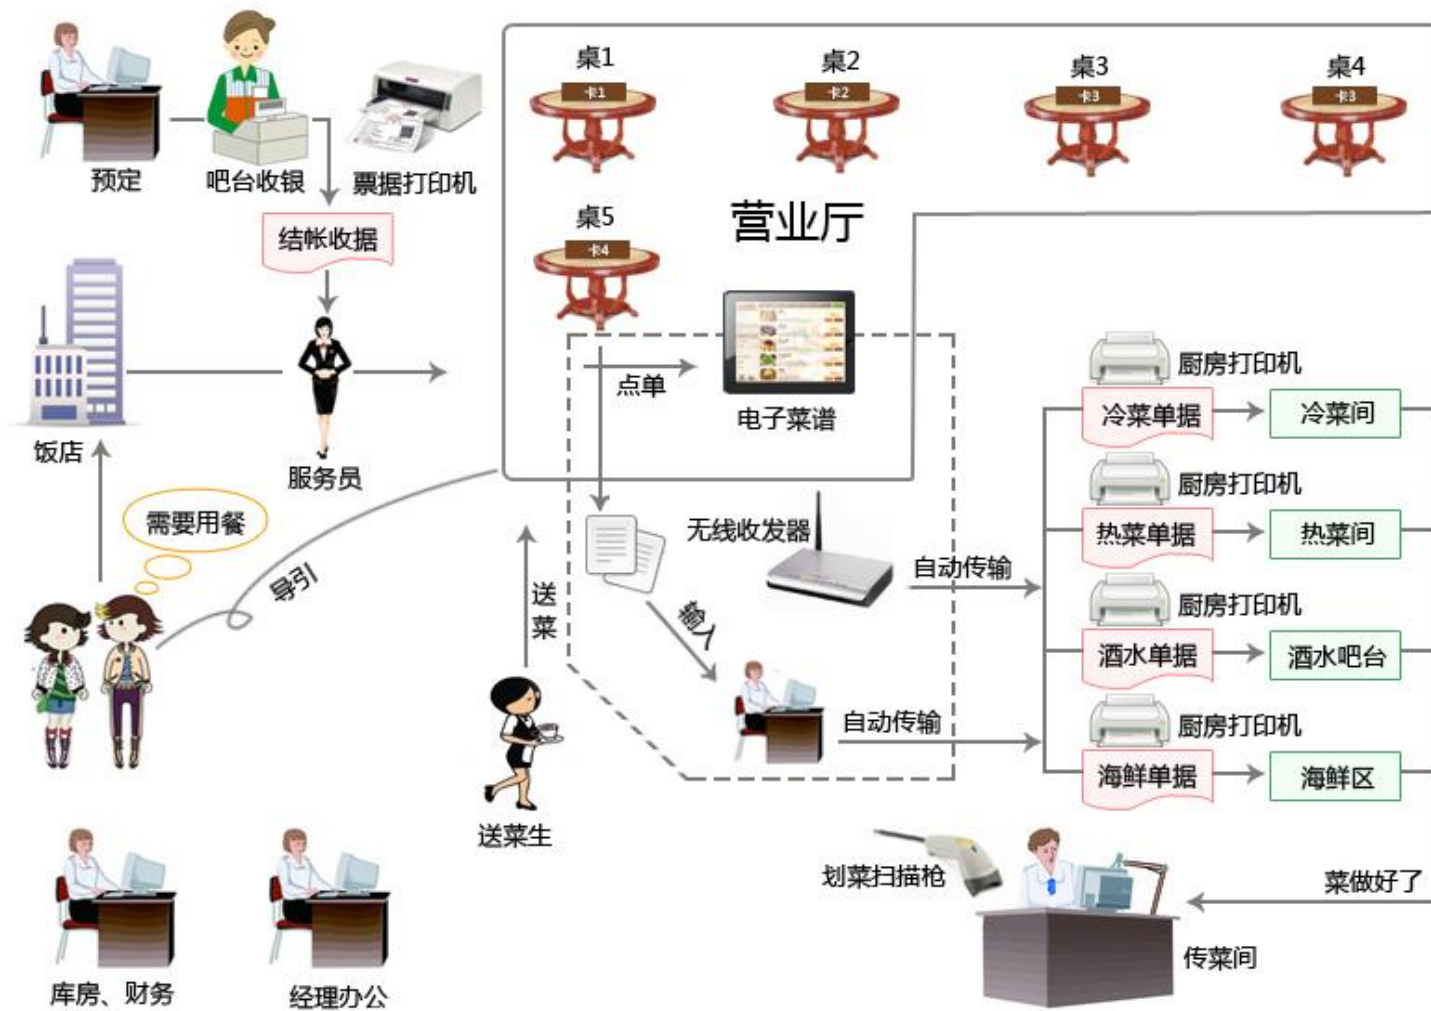 桌1
桌2
桌3
桌4
卡1
卡2
卡3
卡3
预定
吧台收银
票据打印机
结帐收据
桌5
卡4
营业厅
饭店
服务员
点单
电子菜谱
厨房打印机
冷菜单据
冷菜间
需要用餐
导引
无线收发器
自动传输
厨房打印机
热菜单据
热菜间
送菜
输入
厨房打印机
酒水单据
酒水吧台
自动传输
厨房打印机
海鲜单据
海鲜区
送菜生
划菜扫描枪
菜做好了
传菜间
库房、财务
经理办公